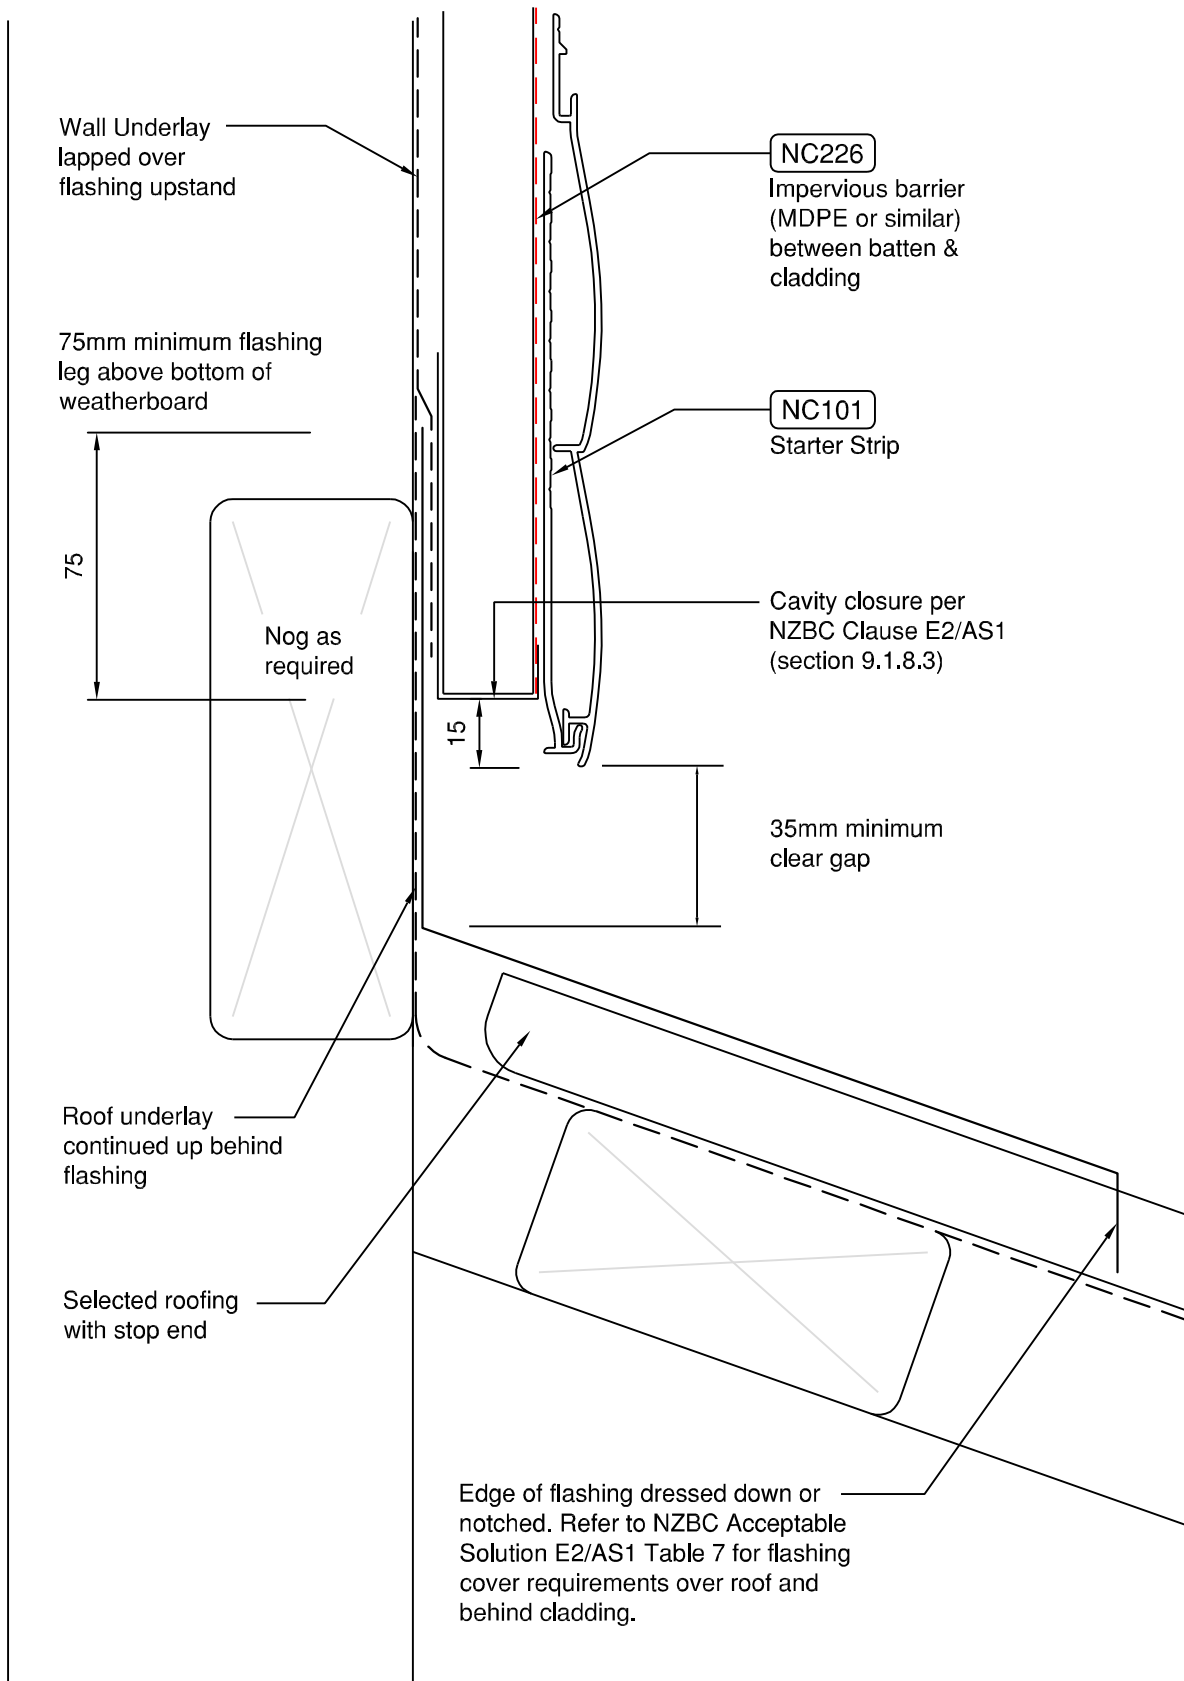 Wall Underlay
lapped over
flashing upstand
NC226
Impervious barrier
(MDPE or similar)
between batten &
cladding
75mm minimum flashing
leg above bottom of
weatherboard
NC101
Starter Strip
75
Nog as
required
Cavity closure per
NZBC Clause E2/AS1
(section 9.1.8.3)
15
35mm minimum
clear gap
Roof underlay
continued up behind
flashing
Selected roofing
with stop end
Edge of flashing dressed down or
notched. Refer to NZBC Acceptable
Solution E2/AS1 Table 7 for flashing
cover requirements over roof and
behind cladding.